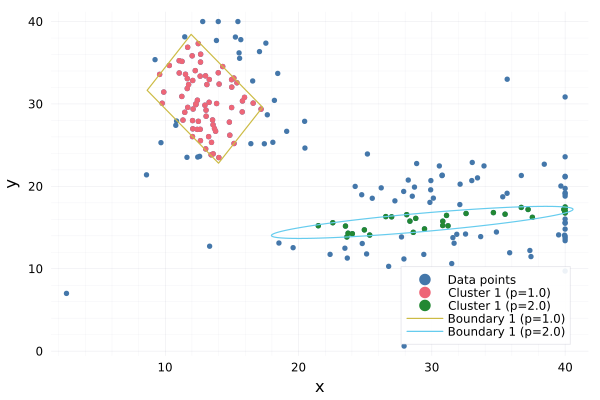 40
30
20
10
0
y
10
20
30
40
x
Data points
Cluster 1 (p=1.0)
Cluster 1 (p=2.0)
Boundary 1 (p=1.0)
Boundary 1 (p=2.0)